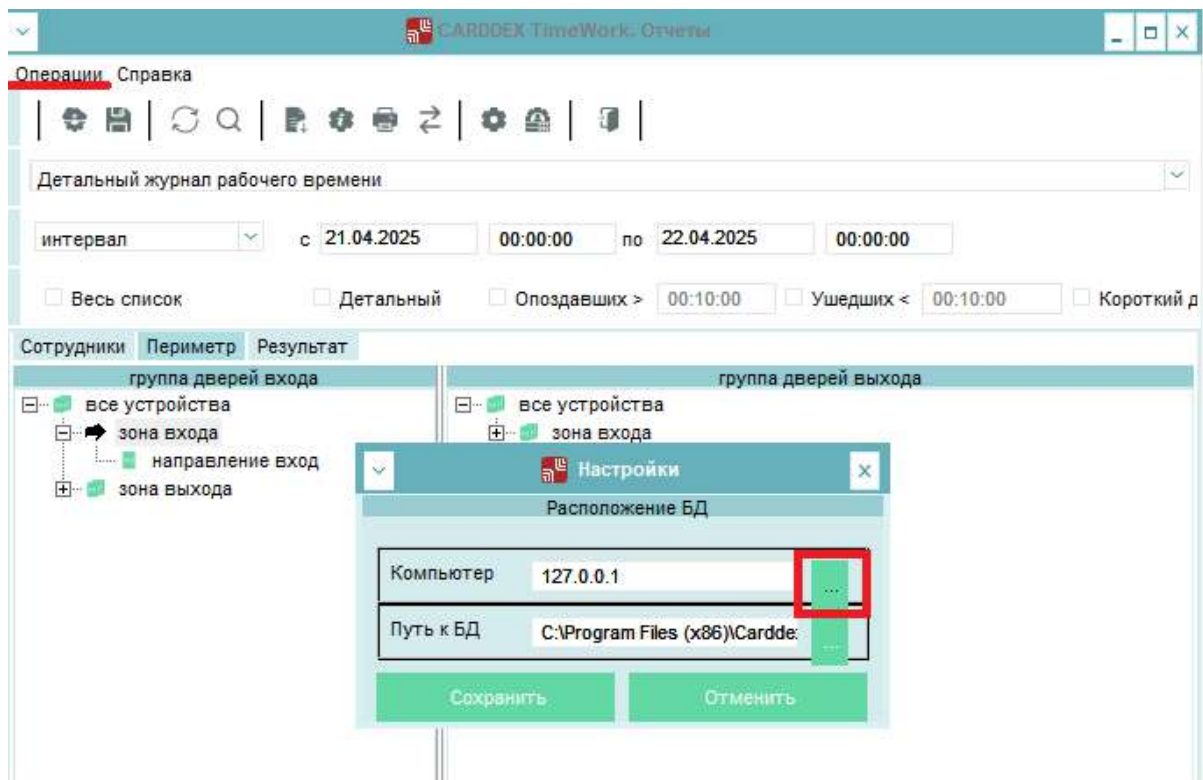 CARDDEX TimeWork. Отчеты
Операции Справка
Детальный журнал рабочего времени
интервал с 21.04.2025 00:00:00 по 22.04.2025 00:00:00
Весь список Детальный Опоздавших > 00:10:00 Ушедших < 00:10:00 Короткий д
Сотрудники Периметр Результат
группа дверей входа группа дверей выхода
все устройства все устройства
зона входа зона входа
направление вход
зона выхода
Настройки
Расположение БД
Компьютер 127.0.0.1 ...
Путь к БД C:\Program Files (x86)\Cardde: ...
Сохранить Отменить